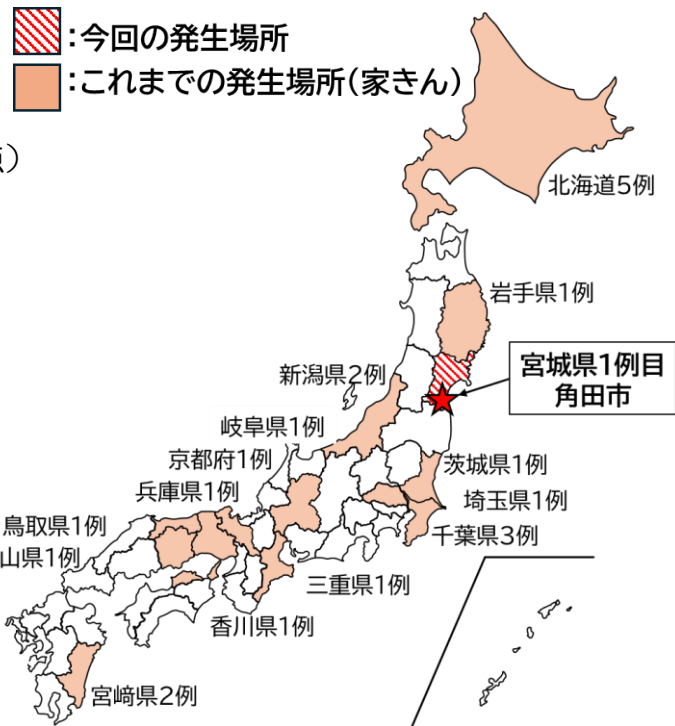 ：今回の発生場所
：これまでの発生場所（家きん）
）
北海道5例
岩手県1例
宮城県1例目
角田市
新潟県2例
岐阜県1例
京都府1例
兵庫県1例
茨城県1例
埼玉県1例
千葉県3例
鳥取県1例
山県1例
三重県1例
香川県1例
宮﨑県2例